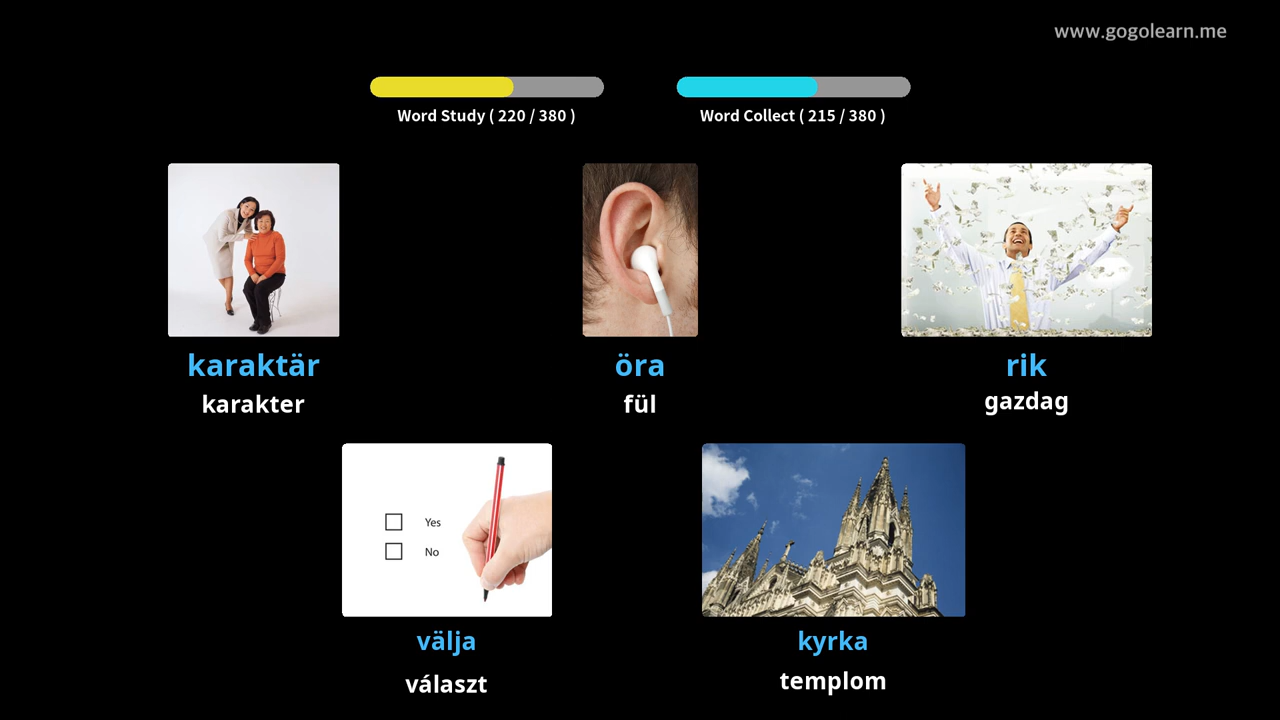 www.gogolearn.me
Word Study ( 220 / 380 )
Word Collect ( 215 / 380 )
karaktär
karakter
öra
fül
rik
gazdag
Yes
No
välja
választ
kyrka
templom